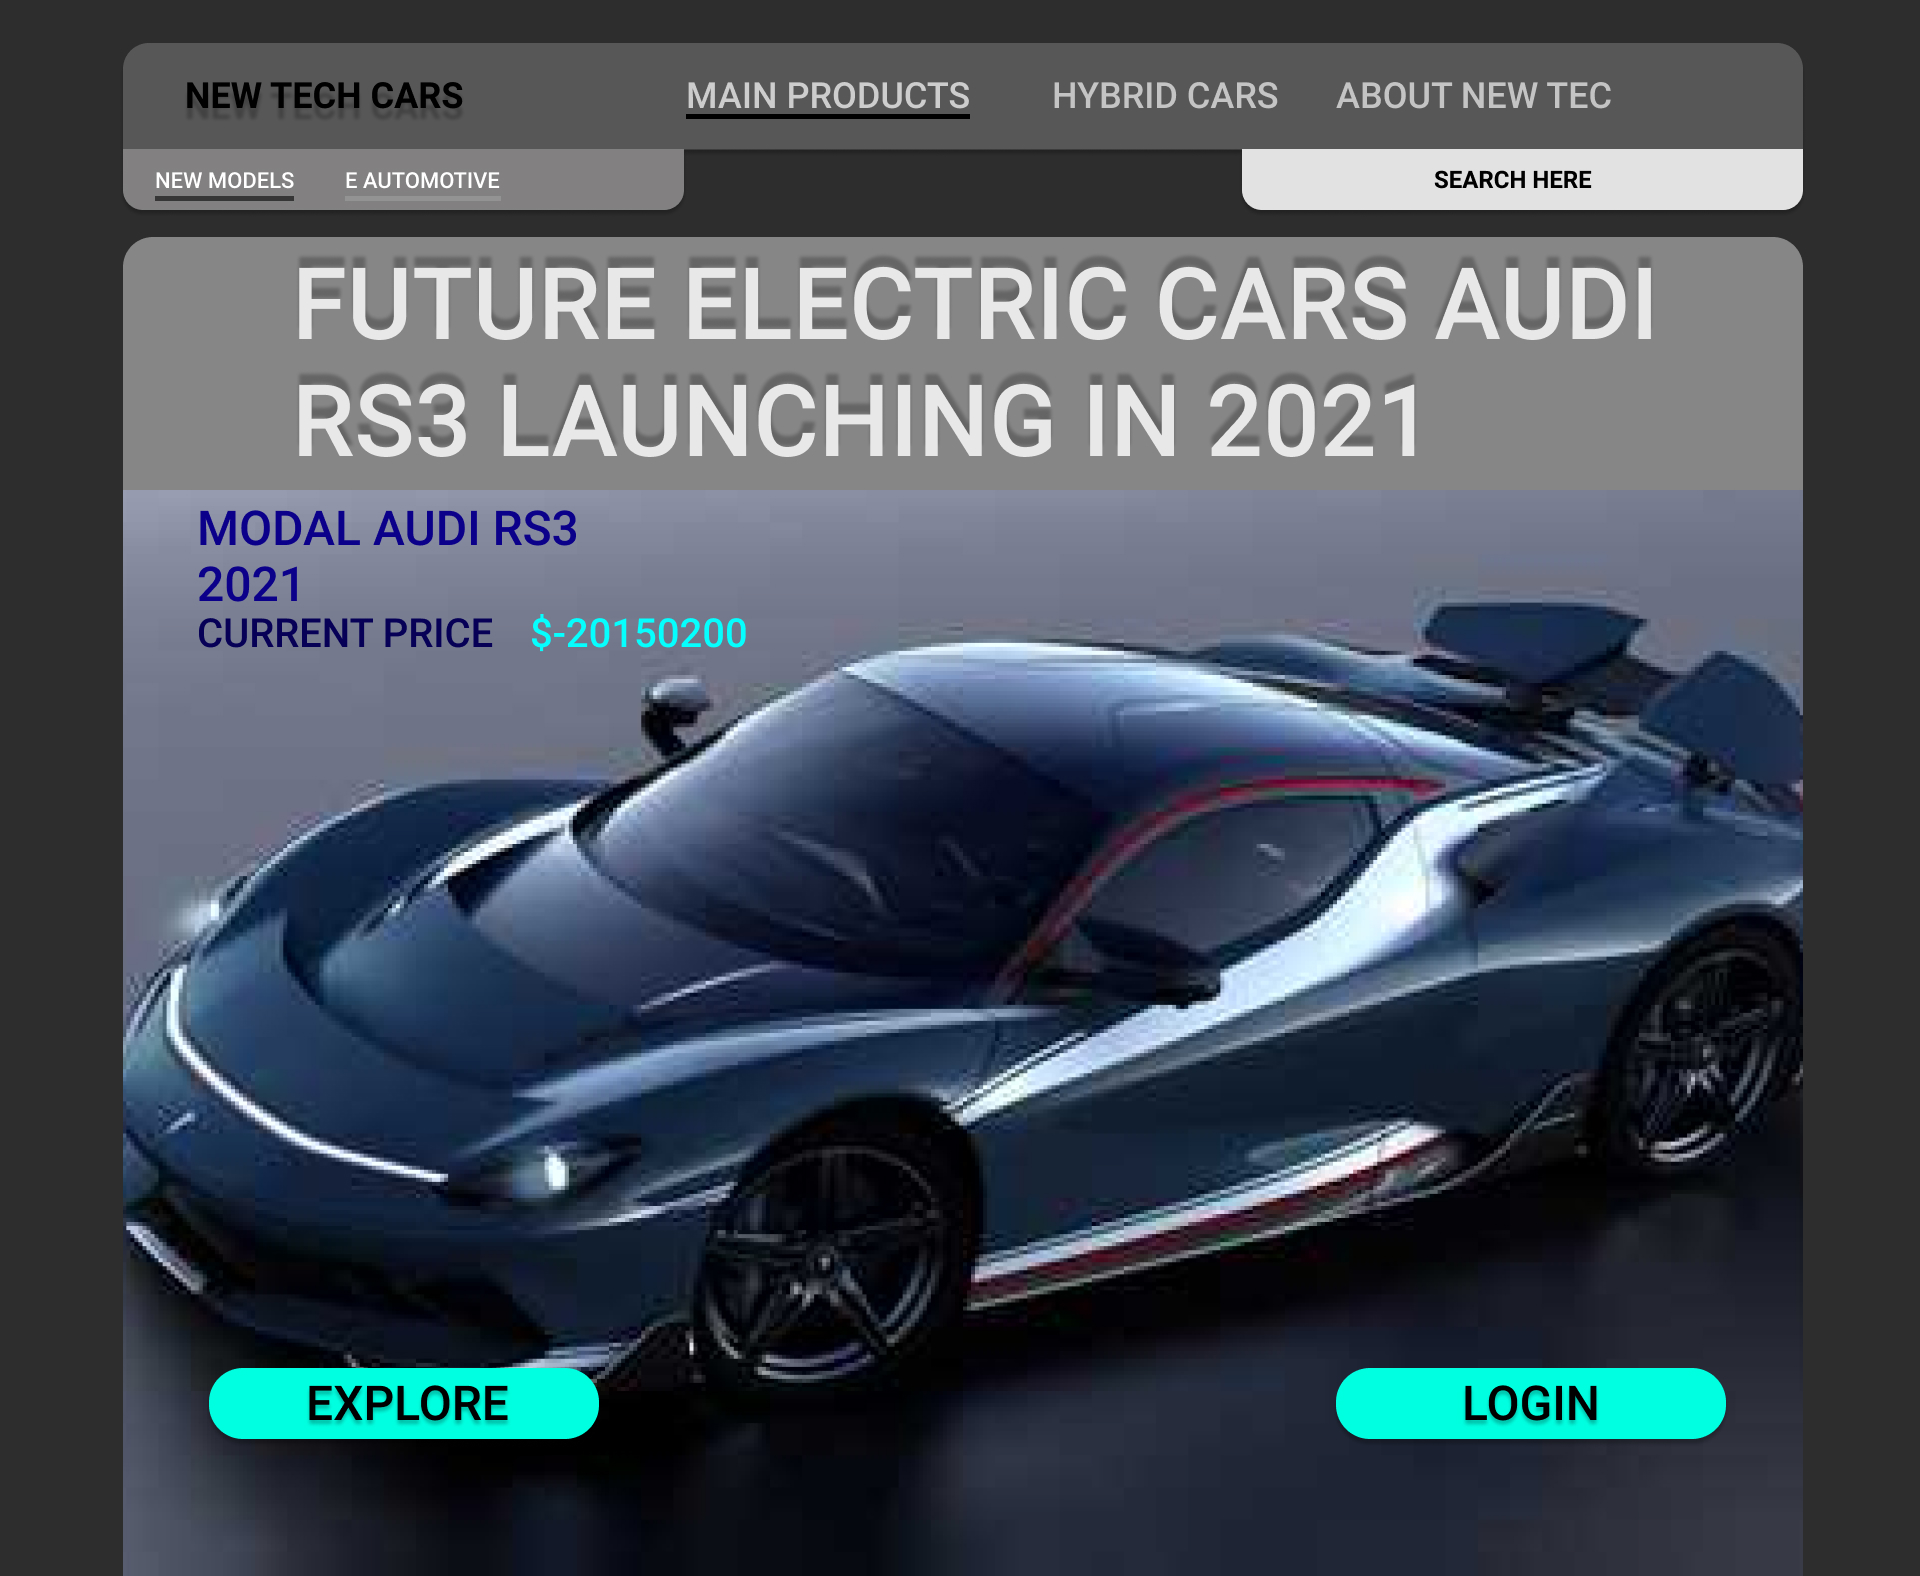 NEW TECH CARS
MAIN PRODUCTS
HYBRID CARS
ABOUT NEW TEC
NEW MODELS
E AUTOMOTIVE
SEARCH HERE
FUTURE ELECTRIC CARS AUDI
RS3 LAUNCHING IN 2021
MODAL AUDI RS3
2021
CURRENT PRICE $-20150200
EXPLORE
LOGIN